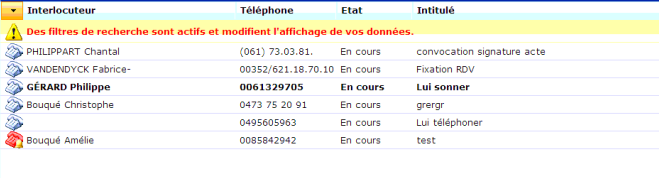 Interlocuteur Téléphone Etat Intitulé
Des filtres de recherche sont actifs et modifient l'affichage de vos données.
PHILIPPART Chantal (061) 73.03.81. En cours convocation signature acte
VANDENDYCK Fabrice- 00352/621.18.70.10 En cours Fixation RDV
GÉRARD Philippe 0061329705 En cours Lui sonner
Bouqué Christophe 0473 75 20 91 En cours grergr
0495605963 En cours Lui téléphoner
Bouqué Amélie 0085842942 En cours test